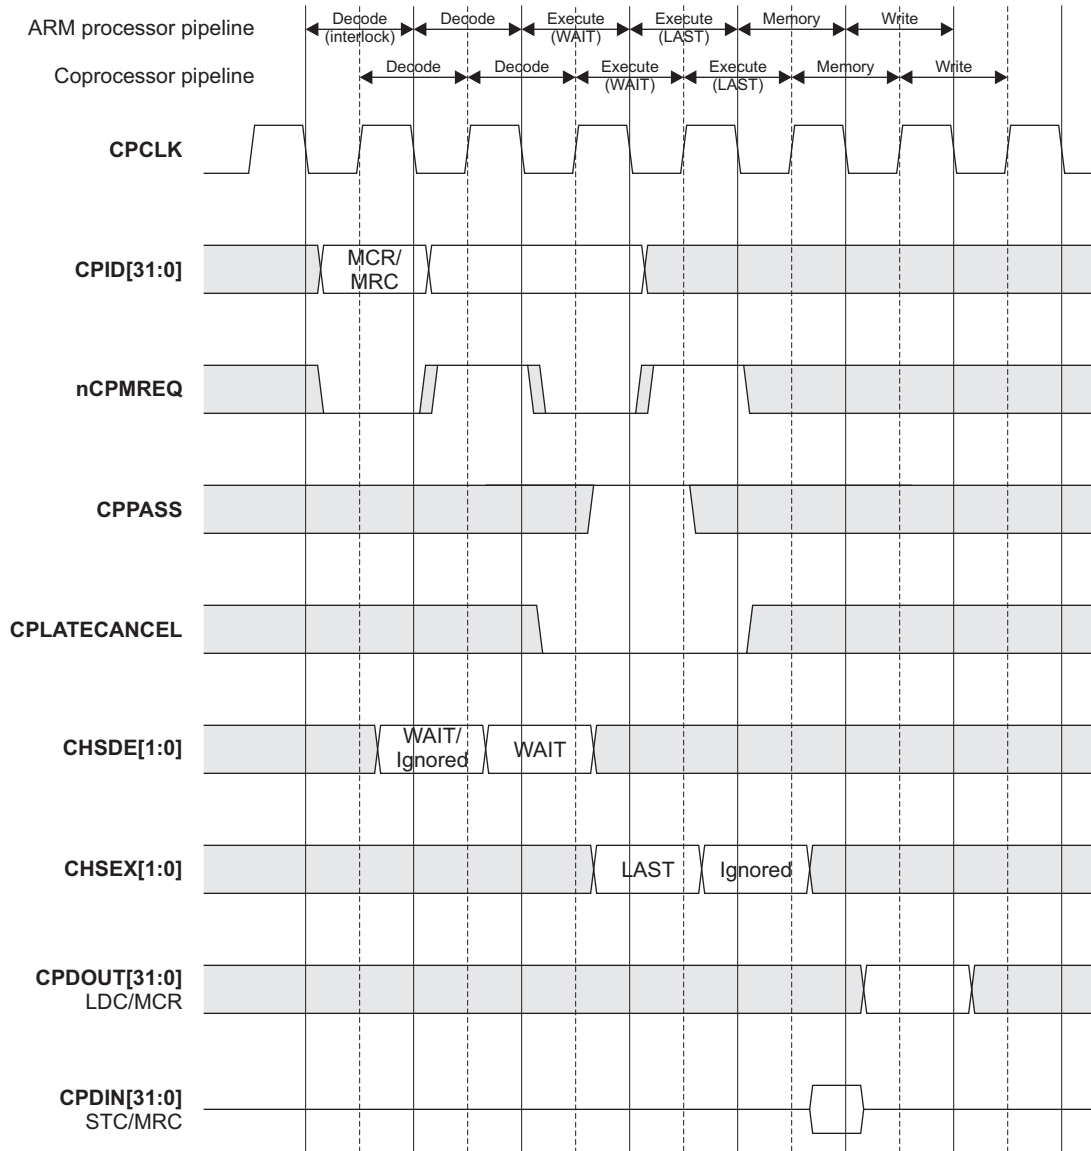 ARM processor pipeline
Decode
(interlock)
Decode
Execute
(WAIT)
Execute
(LAST)
Memory
Write
Coprocessor pipeline
Decode
Decode
Execute
(WAIT)
Execute
(LAST)
Memory
Write
CPCLK
CPID[31:0]
MCR/
MRC
nCPMREQ
CPPASS
CPLATECANCEL
CHSDE[1:0]
WAIT/
Ignored
WAIT
CHSEX[1:0]
LAST
Ignored
CPDOUT[31:0]
LDC/MCR
CPDIN[31:0]
STC/MRC